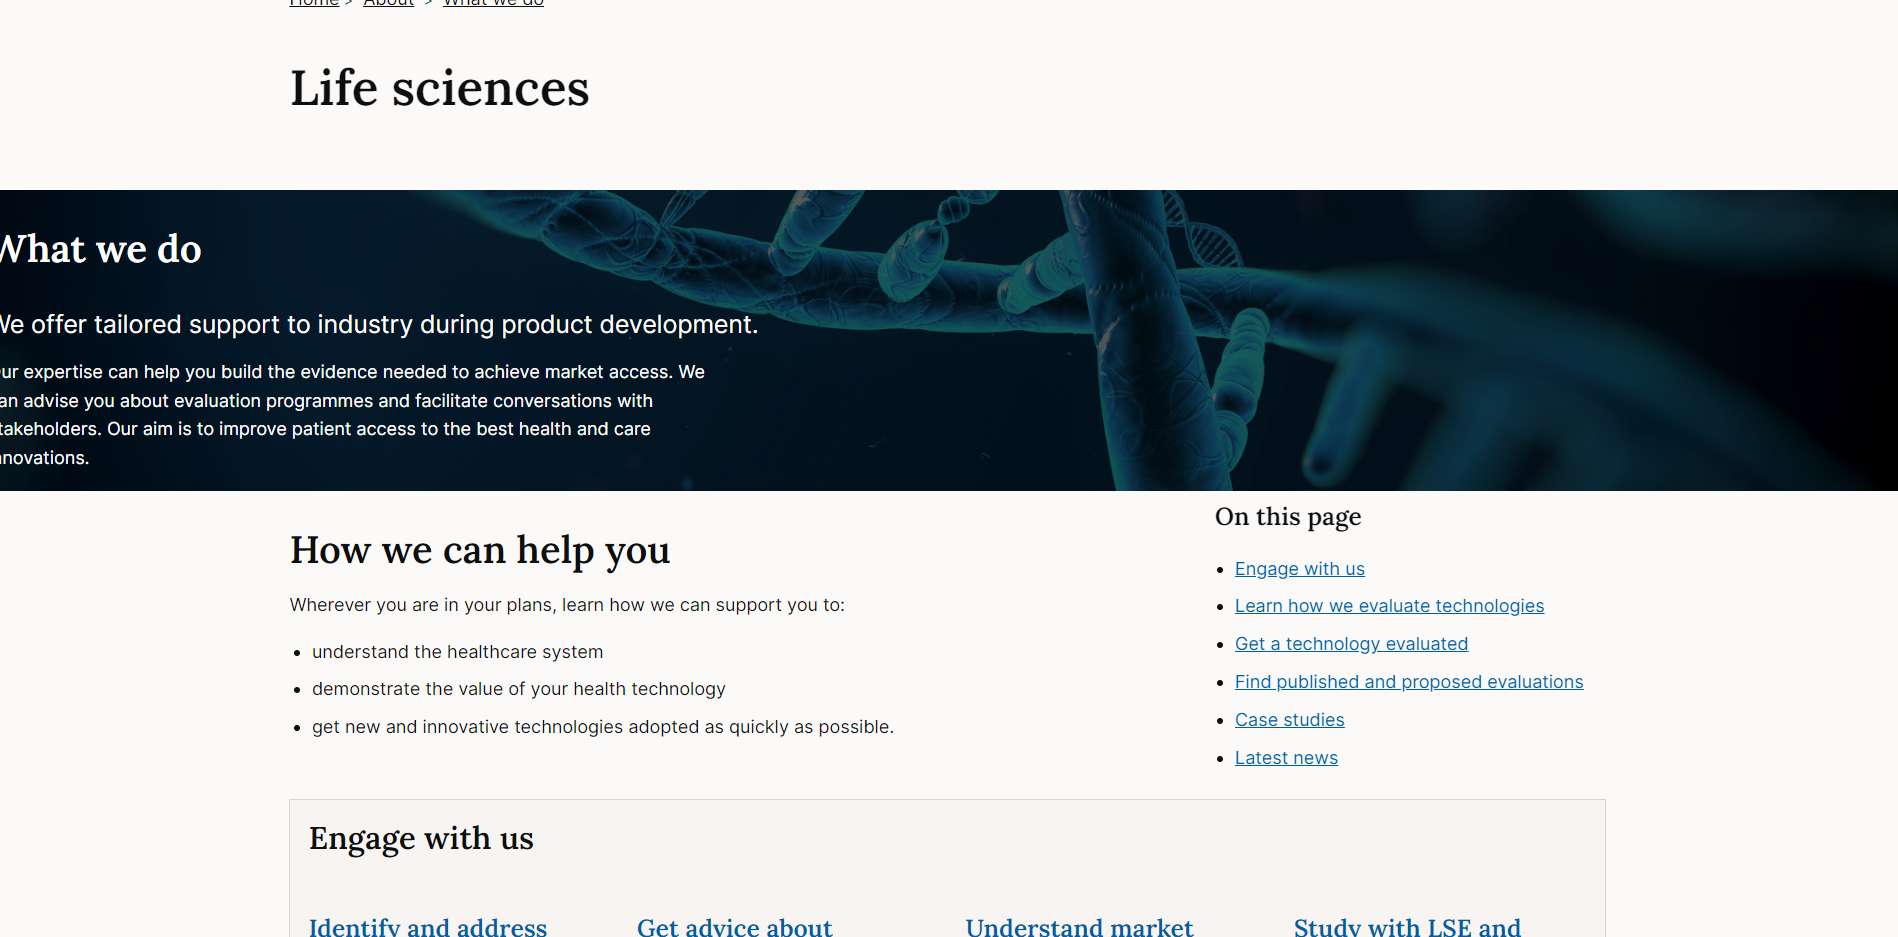 Home > About > What we do
Life sciences
What we do
We offer tailored support to industry during product development.
ur expertise can help you build the evidence needed to achieve market access. We
an advise you about evaluation programmes and facilitate conversations with
takeholders. Our aim is to improve patient access to the best health and care
nnovations.
How we can help you
Wherever you are in your plans, learn how we can support you to:
• understand the healthcare system
• demonstrate the value of your health technology
• get new and innovative technologies adopted as quickly as possible.
On this page
• Engage with us
• Learn how we evaluate technologies
• Get a technology evaluated
• Find published and proposed evaluations
• Case studies
• Latest news
Engage with us
Identify and address
Get advice about
Understand market
Study with LSE and